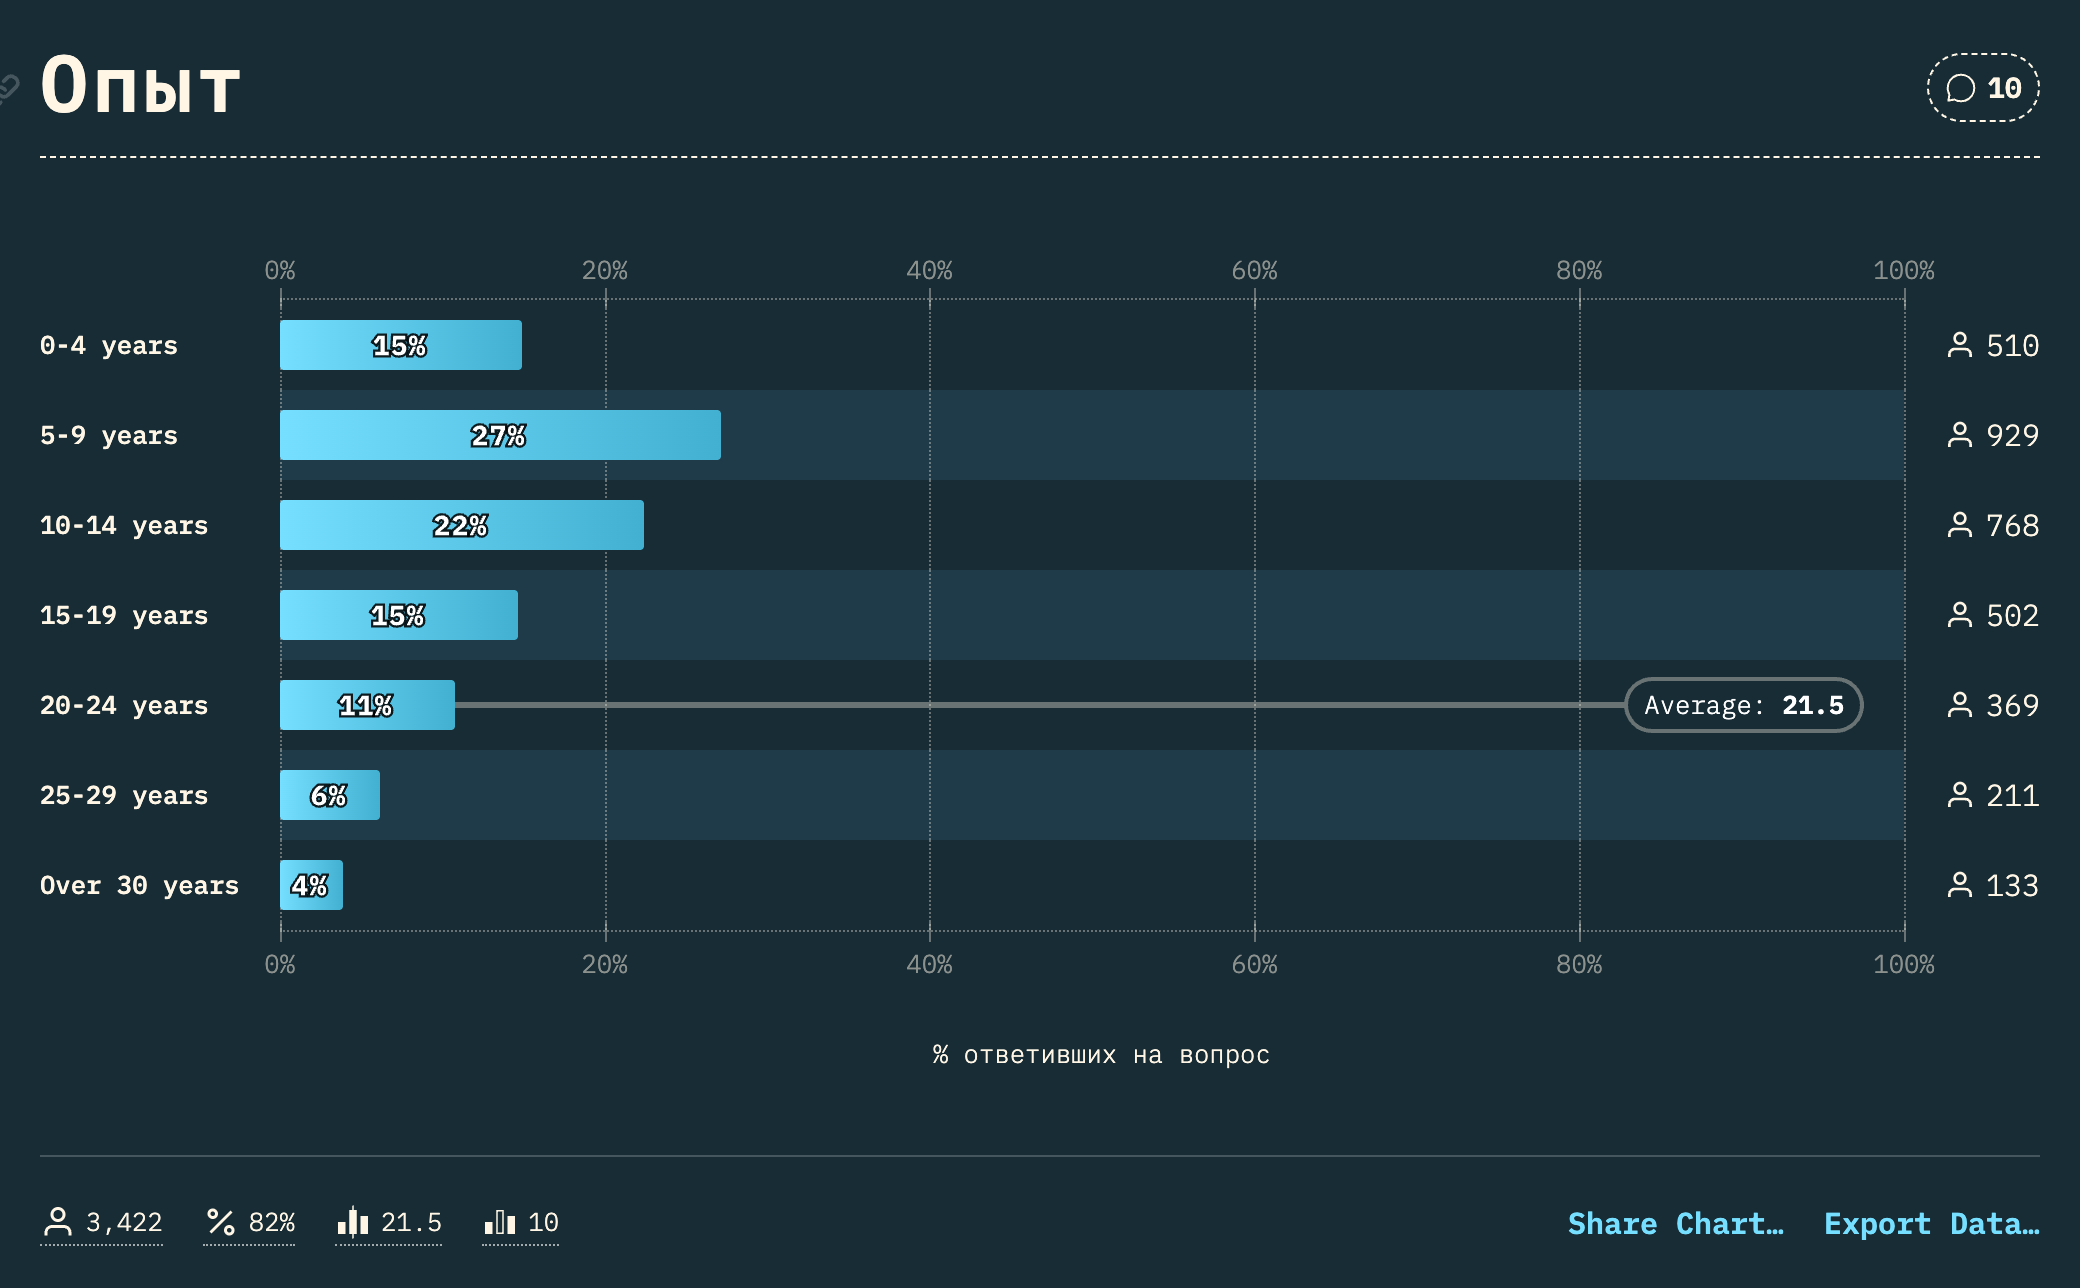 Опыт
10
0% 20% 40% 60% 80% 100%
0-4 years 15% 510
5-9 years 27% 929
10-14 years 22% 768
15-19 years 15% 502
20-24 years 11% Average: 21.5 369
25-29 years 6% 211
Over 30 years 4% 133
0% 20% 40% 60% 80% 100%
% ответивших на вопрос
3,422 82% 21.5 10 Share Chart… Export Data…